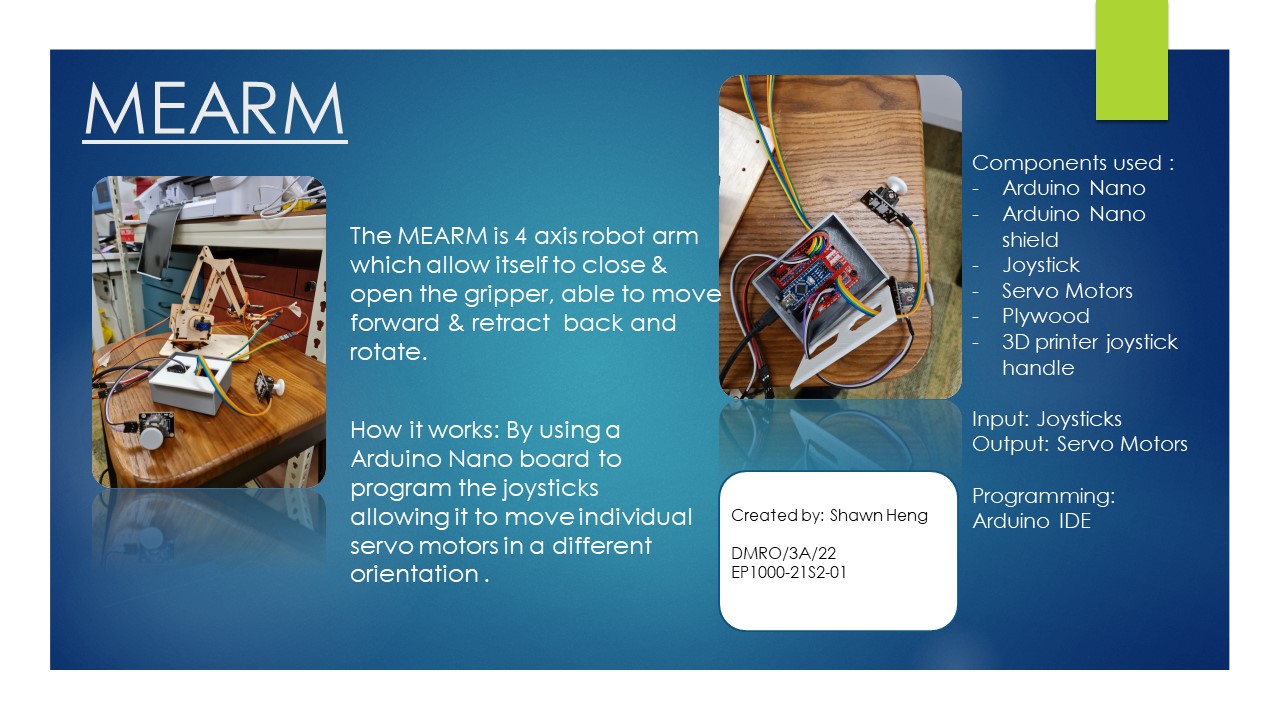 MEARM
The MEARM is 4 axis robot arm
which allow itself to close &
open the gripper, able to move
forward & retract back and
rotate.
How it works: By using a
Arduino Nano board to
program the joysticks
allowing it to move individual
servo motors in a different
orientation .
Components used :
- Arduino Nano
- Arduino Nano
shield
- Joystick
- Servo Motors
- Plywood
- 3D printer joystick
handle
Input: Joysticks
Output: Servo Motors
Programming:
Arduino IDE
Created by: Shawn Heng
DMRO/3A/22
EP1000-21S2-01